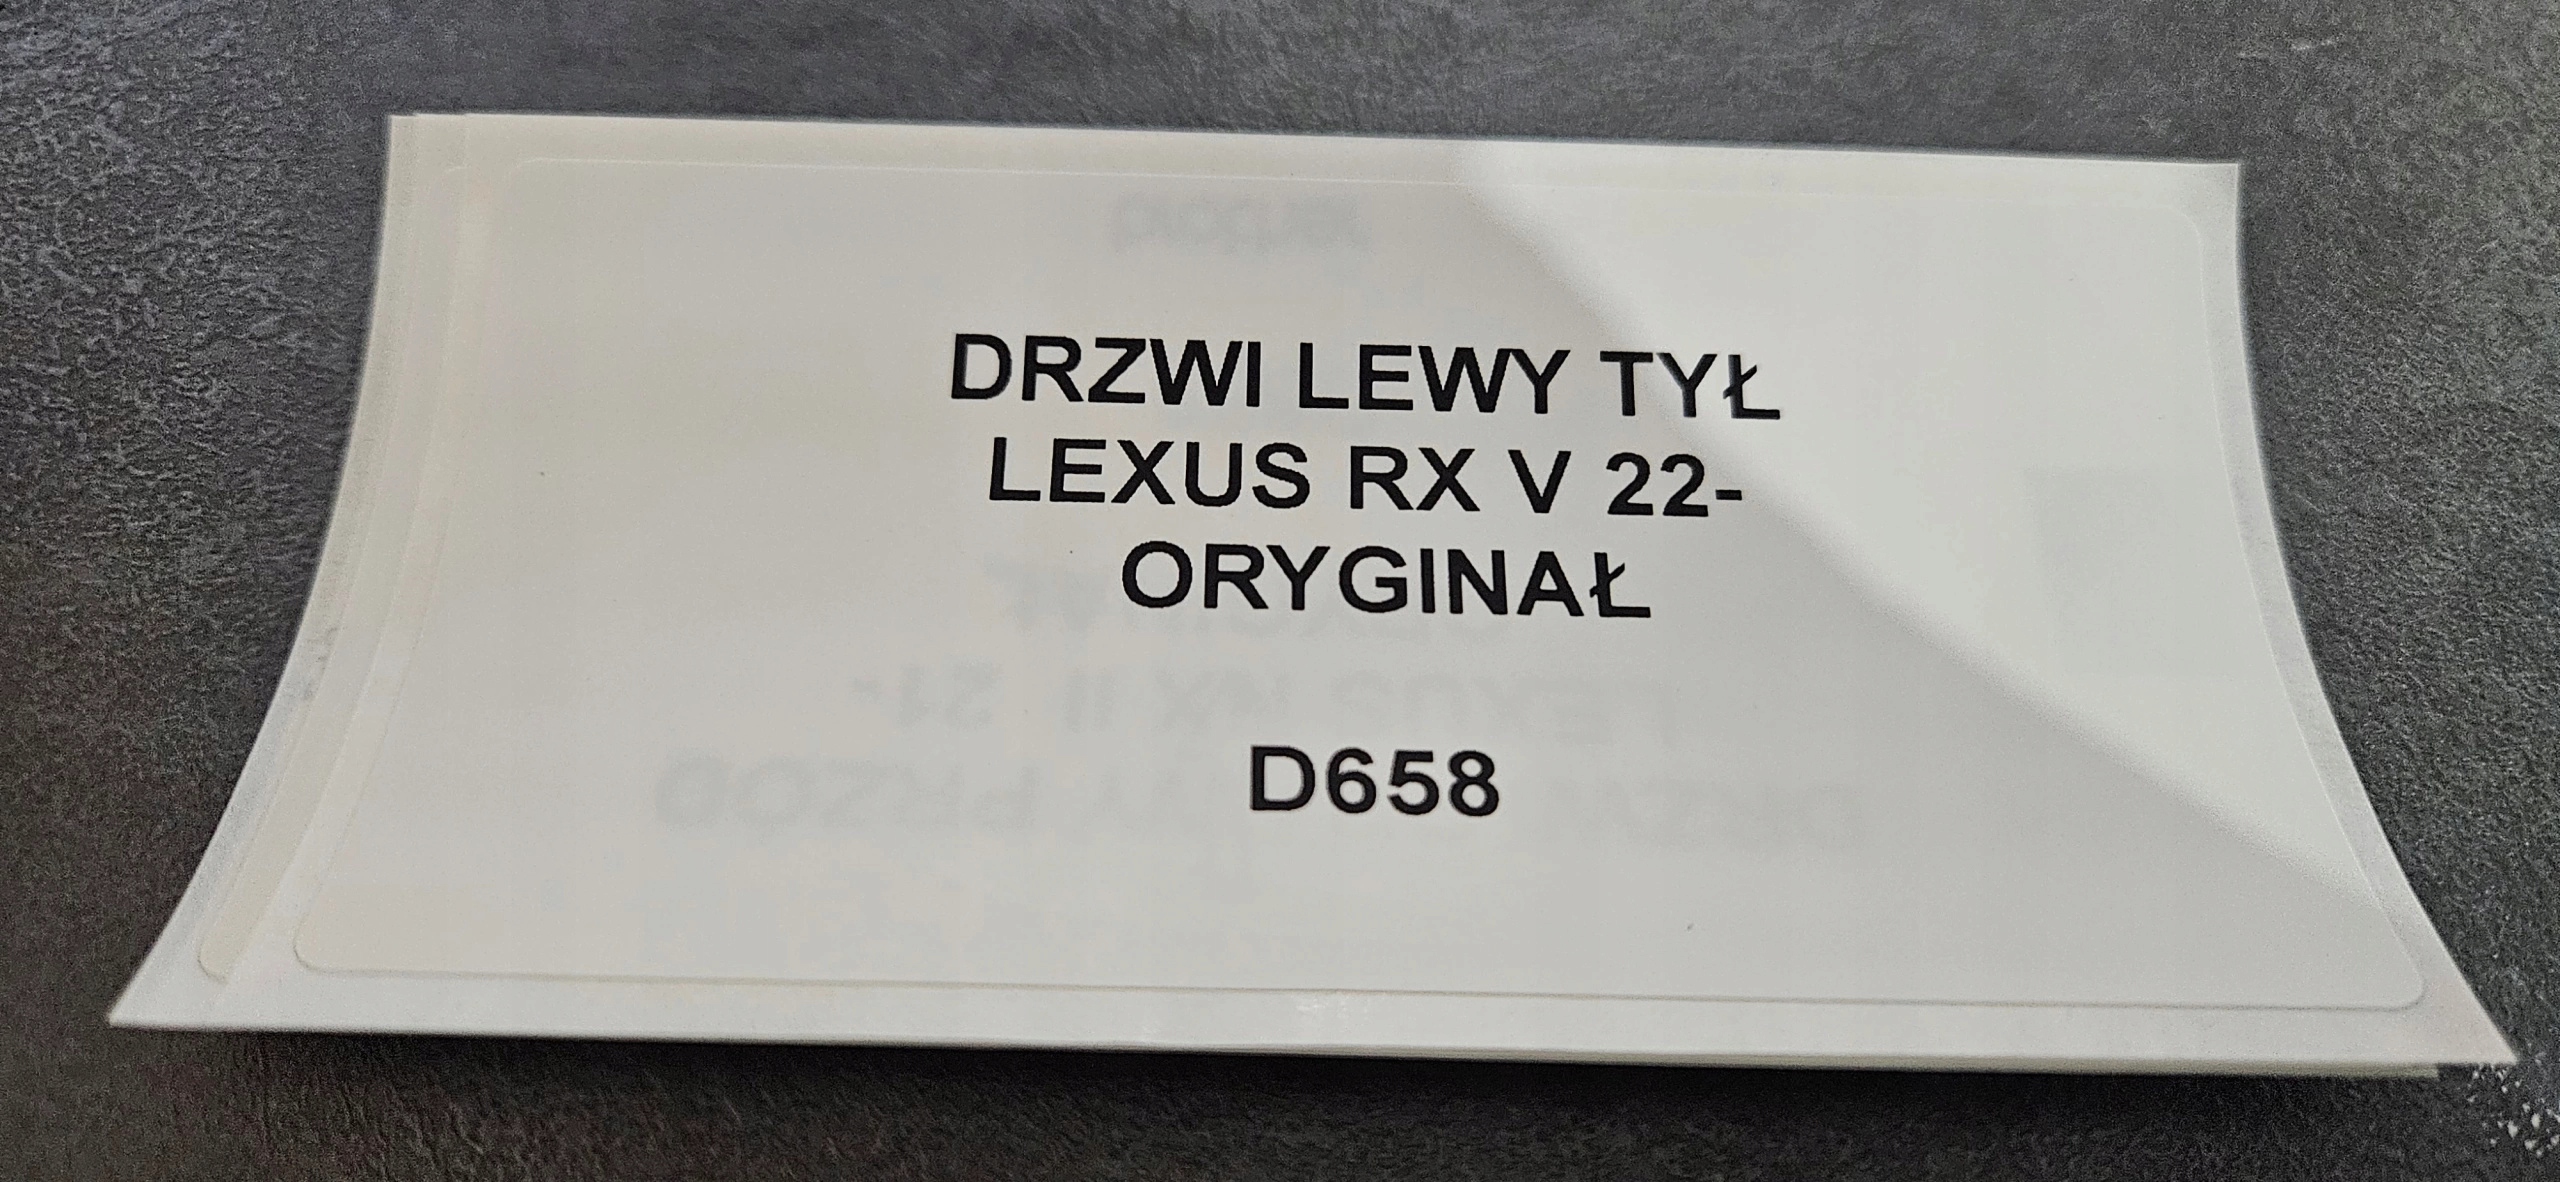 DRZWI LEWY TYŁ
LEXUS RX V 22-
ORYGINAŁ
D658